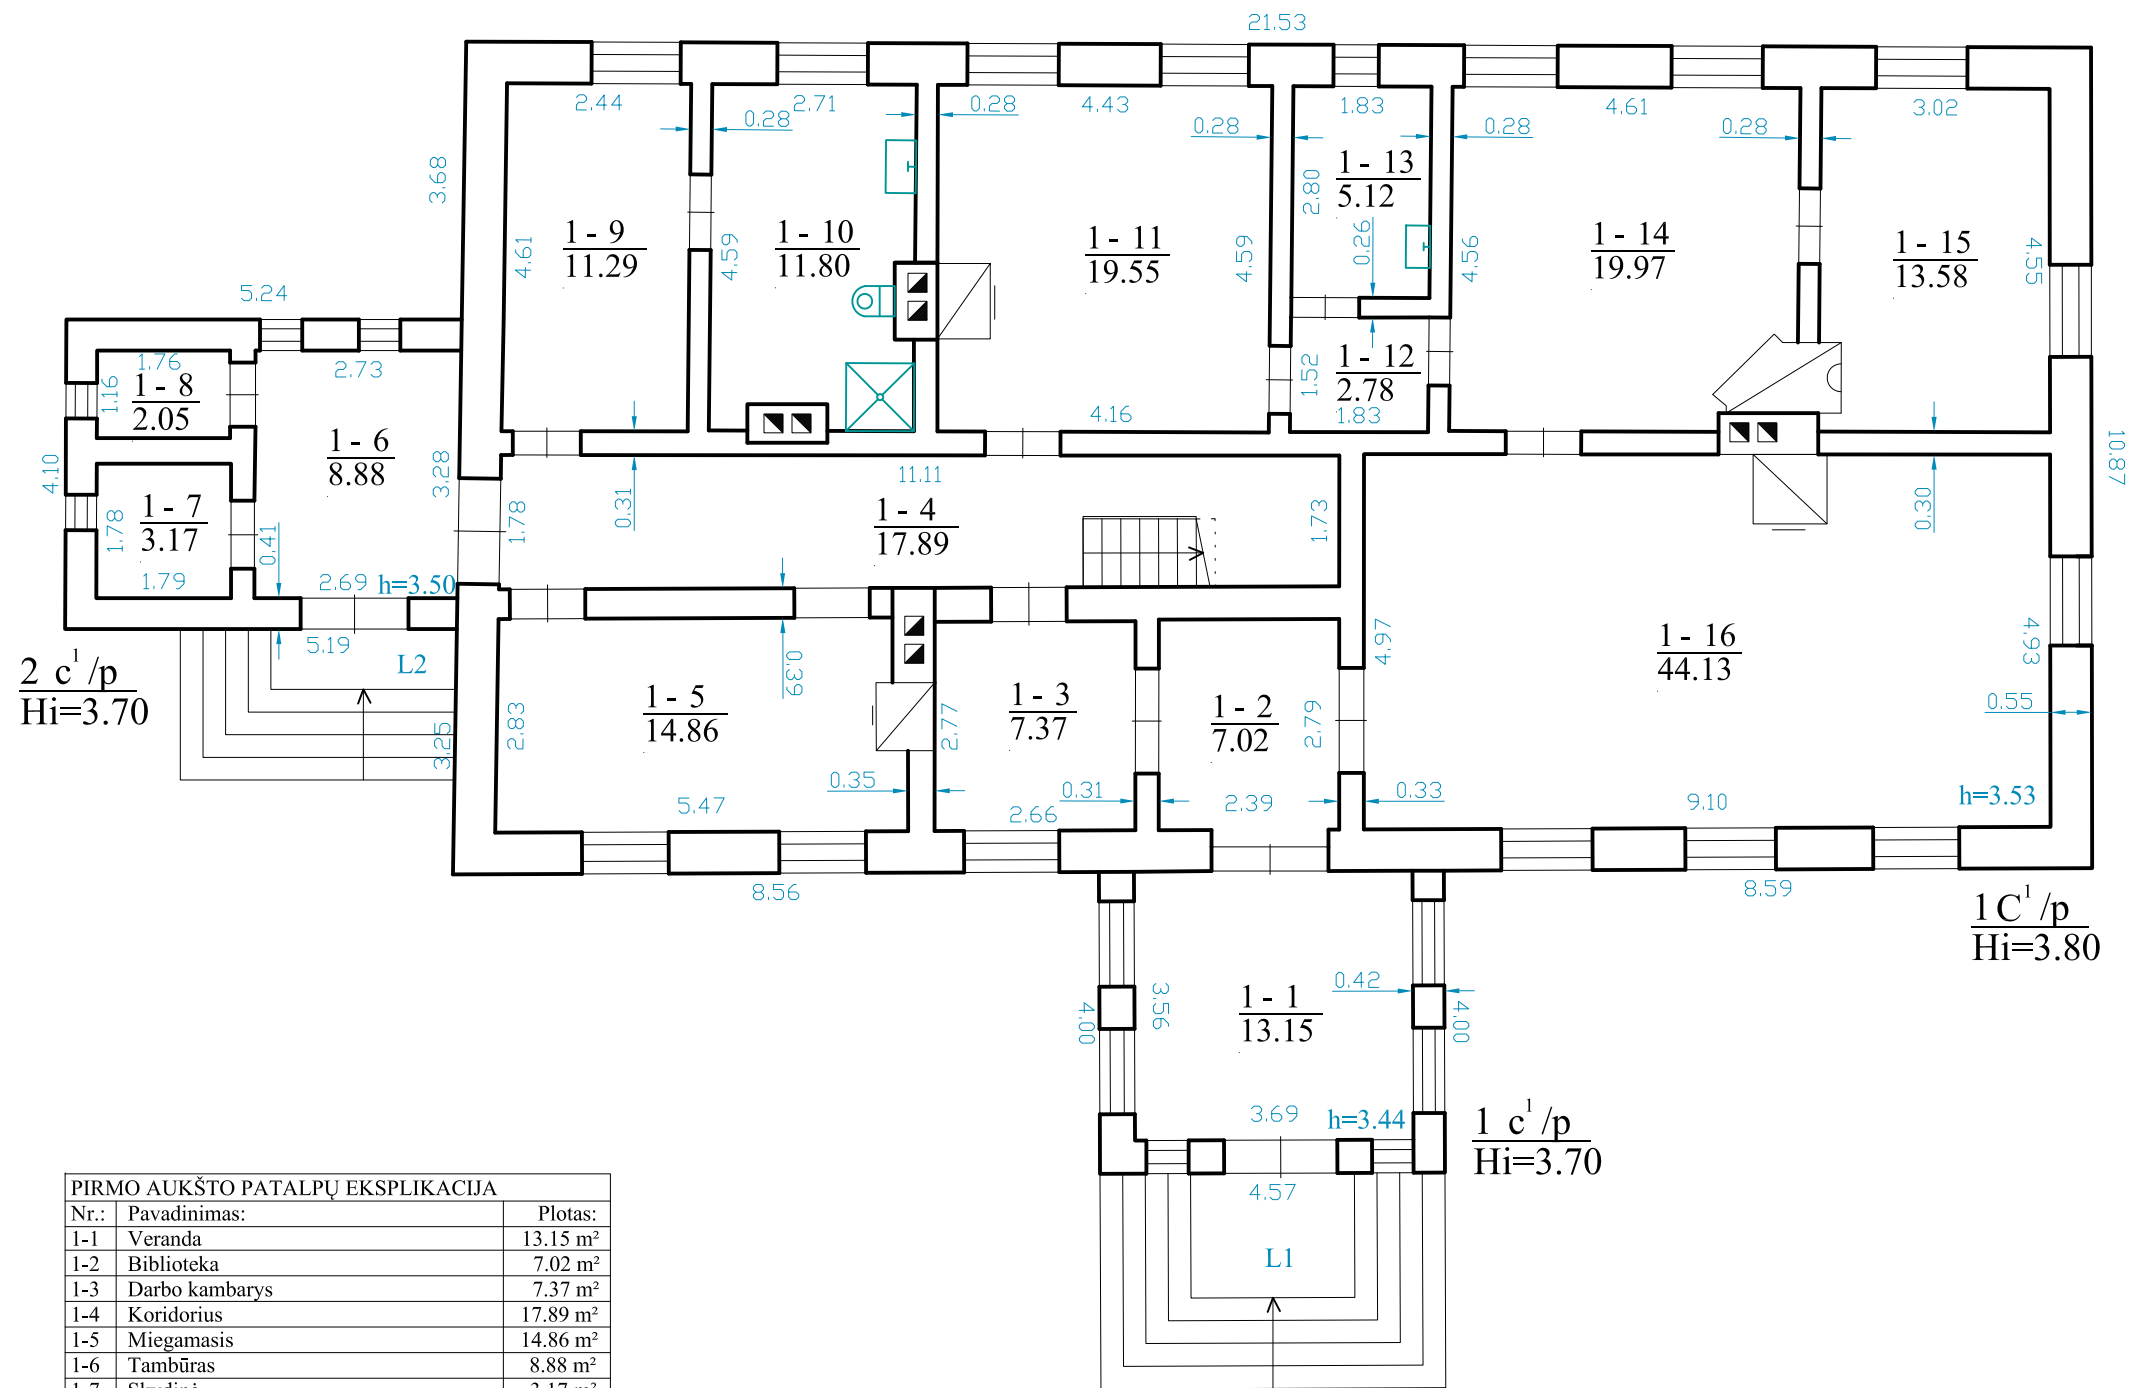 21.53
2.44
0.28
2.71
0.28
4.43
0.28
1.83
0.28
4.61
0.28
3.02
3.68
4.61
1 - 9
11.29
4.59
1 - 10
11.80
1 - 11
19.55
4.59
2.80
1 - 13
5.12
0.26
4.56
1 - 14
19.97
1 - 15
13.58
4.55
5.24
1.76
2.73
1.16
1 - 8
2.05
1 - 6
8.88
3.28
4.10
1.78
1 - 7
3.17
1.79
0.41
2.69
h=3.50
5.19
L2
2 c¹/p
Hi=3.70
4.16
1.52
1 - 12
2.78
1.83
11.11
0.31
1.78
1 - 4
17.89
1.73
0.30
10.87
3.25
2.83
1 - 5
14.86
0.39
0.35
5.47
2.77
1 - 3
7.37
0.31
2.66
1 - 2
7.02
2.79
2.39
0.33
4.97
1 - 16
44.13
4.93
0.55
9.10
h=3.53
8.56
8.59
1 C¹/p
Hi=3.80
4.00
3.56
1 - 1
13.15
0.42
4.00
3.69
h=3.44
1 c¹/p
Hi=3.70
4.57
L1
PIRMO AUKŠTO PATALPŲ EKSPLIKACIJA
Nr.: Pavadinimas: Plotas:
1-1 Veranda 13.15 m²
1-2 Biblioteka 7.02 m²
1-3 Darbo kambarys 7.37 m²
1-4 Koridorius 17.89 m²
1-5 Miegamasis 14.86 m²
1-6 Tambūras 8.88 m²